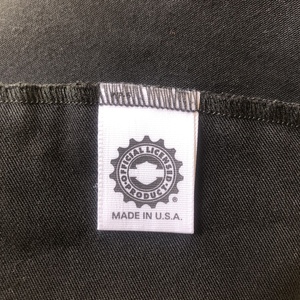 OFFICIAL LICENSED
PRODUCT
®
MADE IN U.S.A.